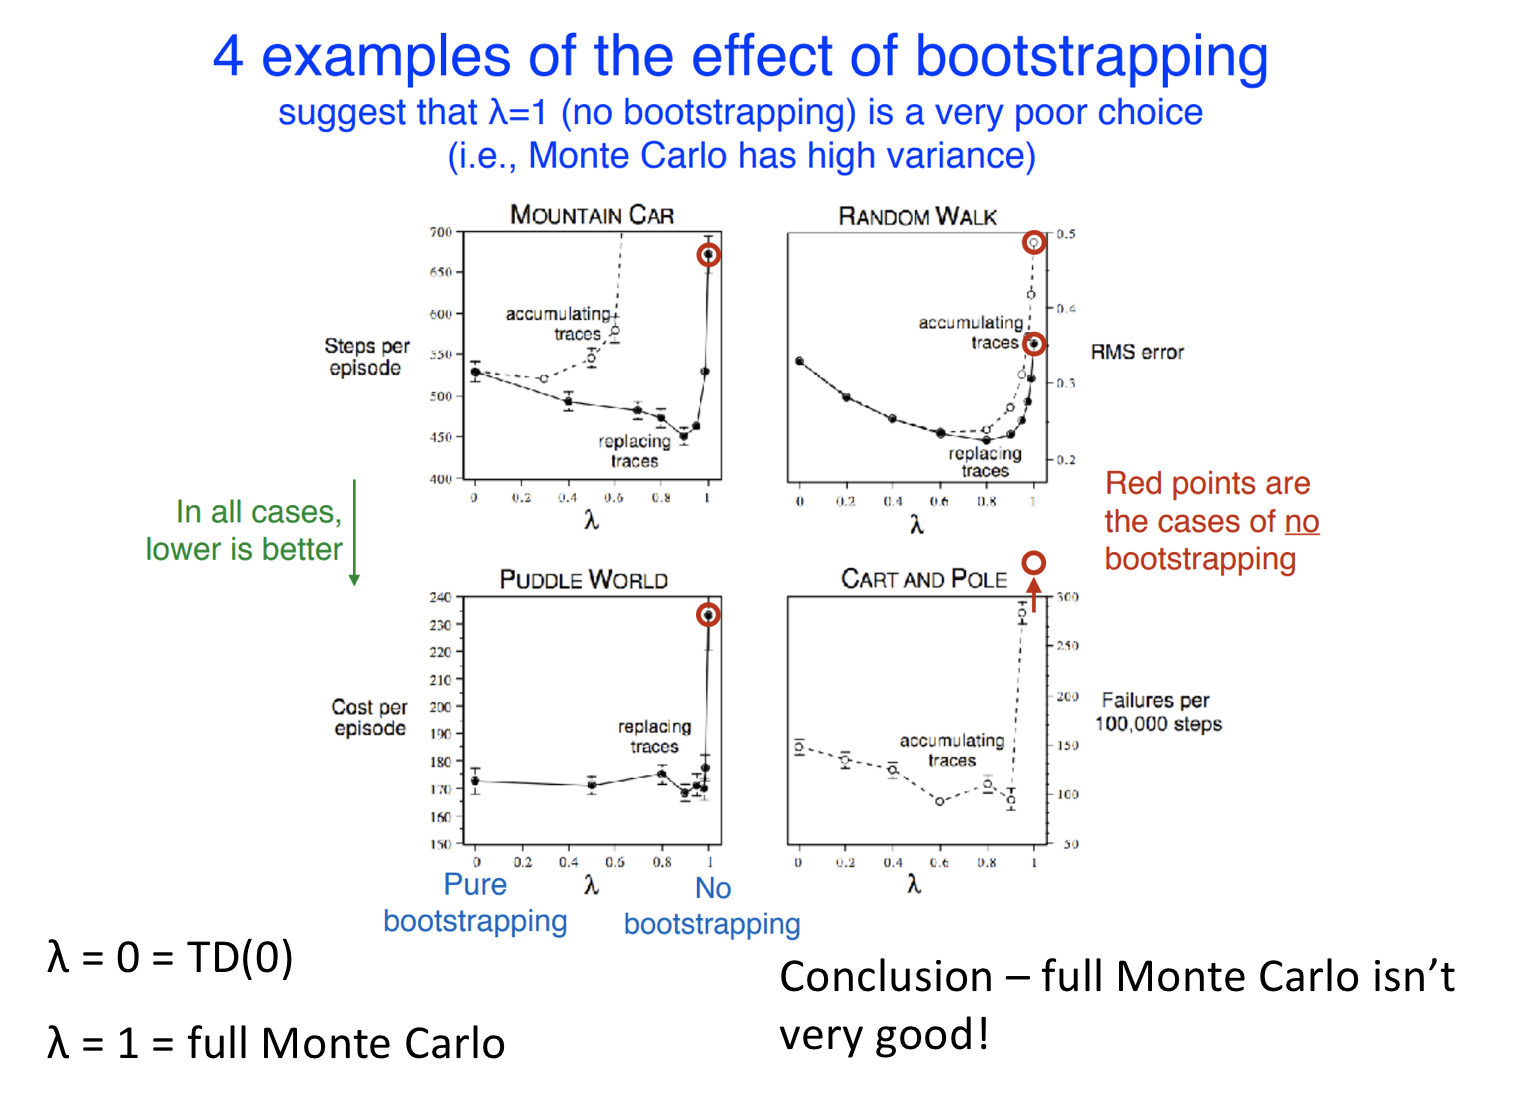 4 examples of the effect of bootstrapping
suggest that λ=1 (no bootstrapping) is a very poor choice
(i.e., Monte Carlo has high variance)
MOUNTAIN CAR
700
650
600
550
500
450
400
Steps per
episode
accumulating
traces
replacing
traces
0 0.2 0.4 0.6 0.8 1
λ
RANDOM WALK
0.5
0.4
0.3
0.2
accumulating
traces
replacing
traces
RMS error
0 0.2 0.4 0.6 0.8 1
λ
In all cases,
lower is better
Red points are
the cases of no
bootstrapping
PUDDLE WORLD
240
230
220
210
200
190
180
170
160
150
Cost per
episode
replacing
traces
0 0.2 0.4 0.6 0.8 1
λ
Pure
bootstrapping
No
bootstrapping
CART AND POLE
300
250
200
150
100
50
accumulating
traces
Failures per
100,000 steps
0 0.2 0.4 0.6 0.8 1
λ
λ = 0 = TD(0)
λ = 1 = full Monte Carlo
Conclusion – full Monte Carlo isn’t
very good!